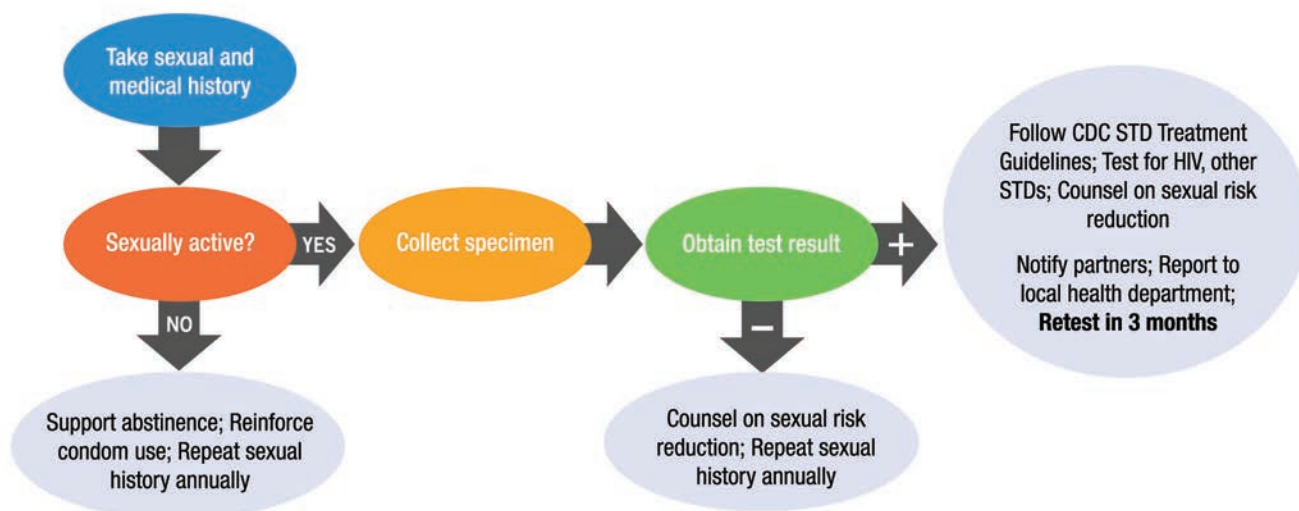 Take sexual and
medical history
Sexually active?
YES
Collect specimen
Obtain test result
+
Follow CDC STD Treatment
Guidelines; Test for HIV, other
STDs; Counsel on sexual risk
reduction
Notify partners; Report to
local health department;
Retest in 3 months
NO
Support abstinence; Reinforce
condom use; Repeat sexual
history annually
–
Counsel on sexual risk
reduction; Repeat sexual
history annually